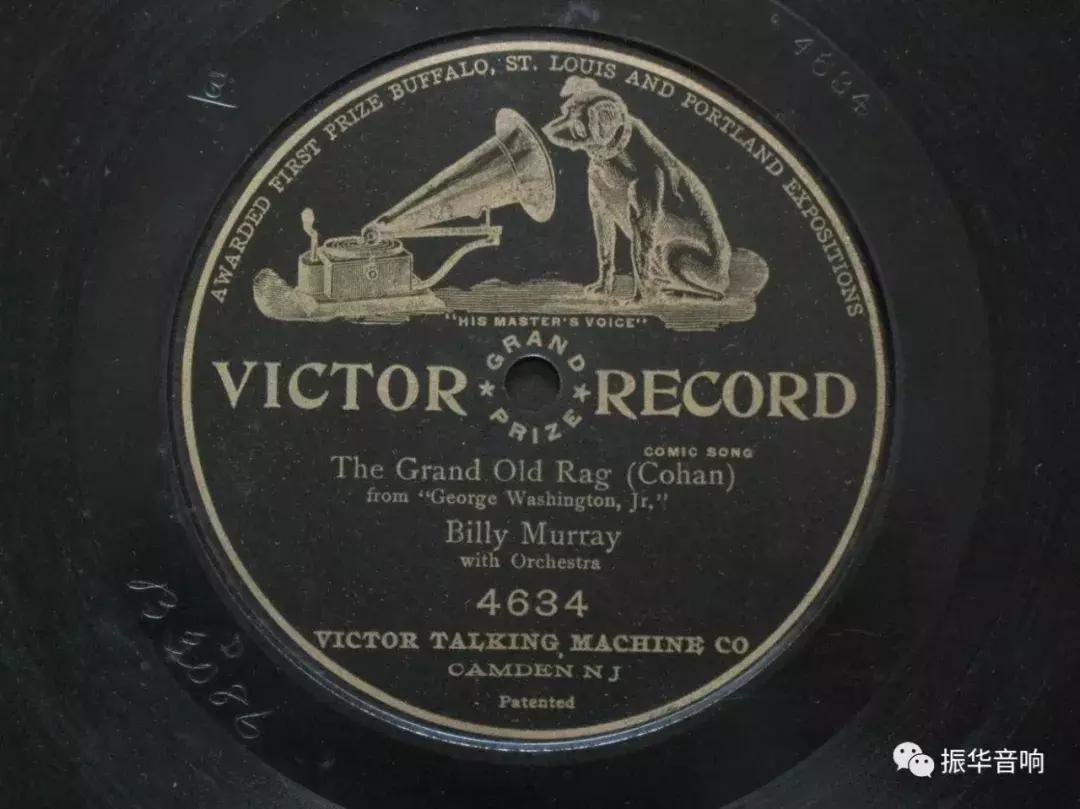 AWARDED FIRST PRIZE BUFFALO, ST. LOUIS AND PORTLAND EXPOSITIONS
"HIS MASTER'S VOICE"
VICTOR RECORD
GRAND PRIZE
COMIC SONG
The Grand Old Rag (Cohan)
from "George Washington, Jr."
Billy Murray
with Orchestra
4634
VICTOR TALKING MACHINE CO
CAMDEN N J
Patented
振华音响